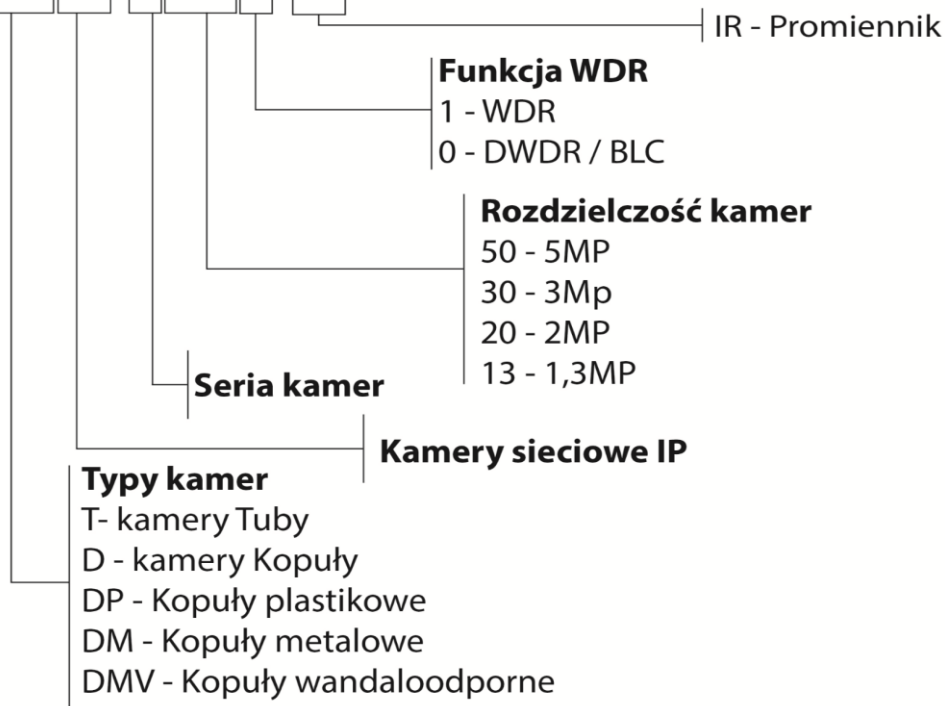 IR - Promiennik
Funkcja WDR
1 - WDR
0 - DWDR / BLC
Rozdzielczość kamer
50 - 5MP
30 - 3Mp
20 - 2MP
13 - 1,3MP
Seria kamer
Kamery sieciowe IP
Typy kamer
T- kamery Tuby
D - kamery Kopuły
DP - Kopuły plastikowe
DM - Kopuły metalowe
DMV - Kopuły wandaloodporne